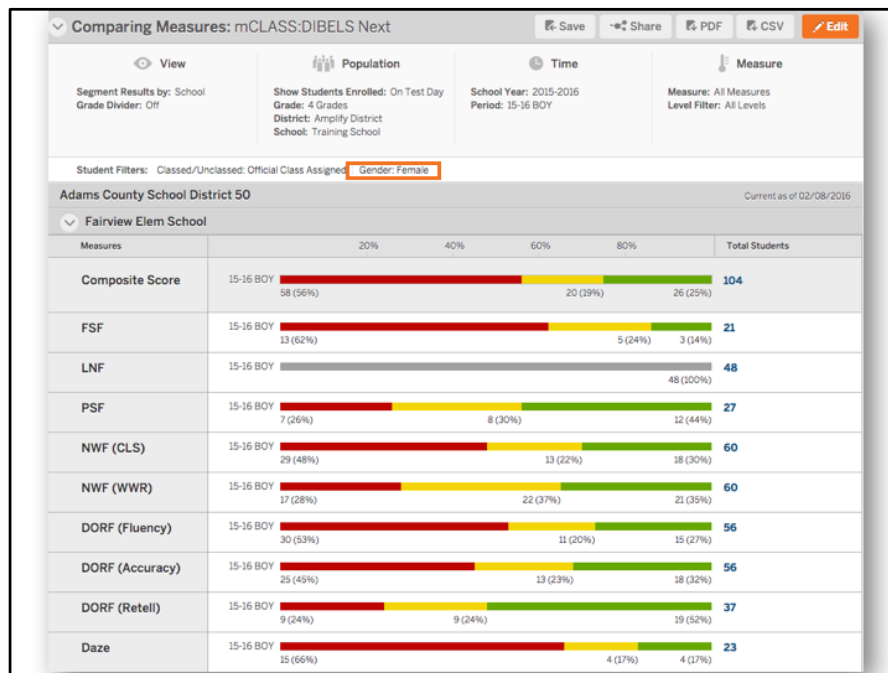 Comparing Measures: mCLASS:DIBELS Next Save Share PDF CSV Edit
View Population Time Measure
Segment Results by: School
Grade Divider: Off
Show Students Enrolled: On Test Day
Grade: 4 Grades
District: Amplify District
School: Training School
School Year: 2015-2016
Period: 15-16 BOY
Measure: All Measures
Level Filter: All Levels
Student Filters: Classed/Unclassed: Official Class Assigned Gender: Female
Adams County School District 50 Current as of 02/08/2016
Fairview Elem School
Measures 20% 40% 60% 80% Total Students
Composite Score 15-16 BOY 104
58 (56%) 20 (19%) 26 (25%)
FSF 15-16 BOY 21
13 (62%) 5 (24%) 3 (14%)
LNF 15-16 BOY 48
48 (100%)
PSF 15-16 BOY 27
7 (26%) 8 (30%) 12 (44%)
NWF (CLS) 15-16 BOY 60
29 (48%) 13 (22%) 18 (30%)
NWF (WWR) 15-16 BOY 60
17 (28%) 22 (37%) 21 (35%)
DORF (Fluency) 15-16 BOY 56
30 (53%) 11 (20%) 15 (27%)
DORF (Accuracy) 15-16 BOY 56
25 (45%) 13 (23%) 18 (32%)
DORF (Retell) 15-16 BOY 37
9 (24%) 9 (24%) 19 (52%)
Daze 15-16 BOY 23
15 (66%) 4 (17%) 4 (17%)